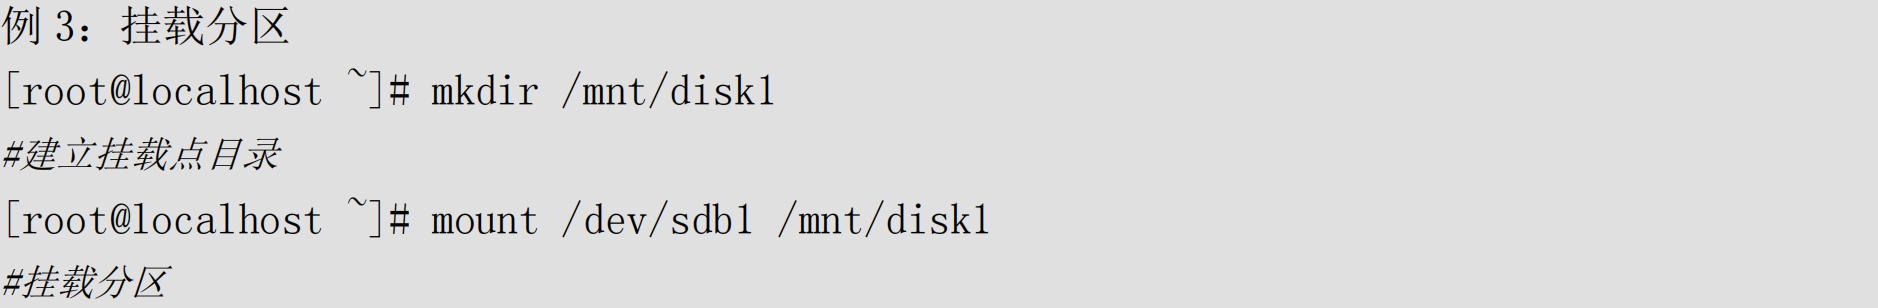 例 3：挂载分区
[root@localhost ~]# mkdir /mnt/disk1
#建立挂载点目录
[root@localhost ~]# mount /dev/sdb1 /mnt/disk1
#挂载分区